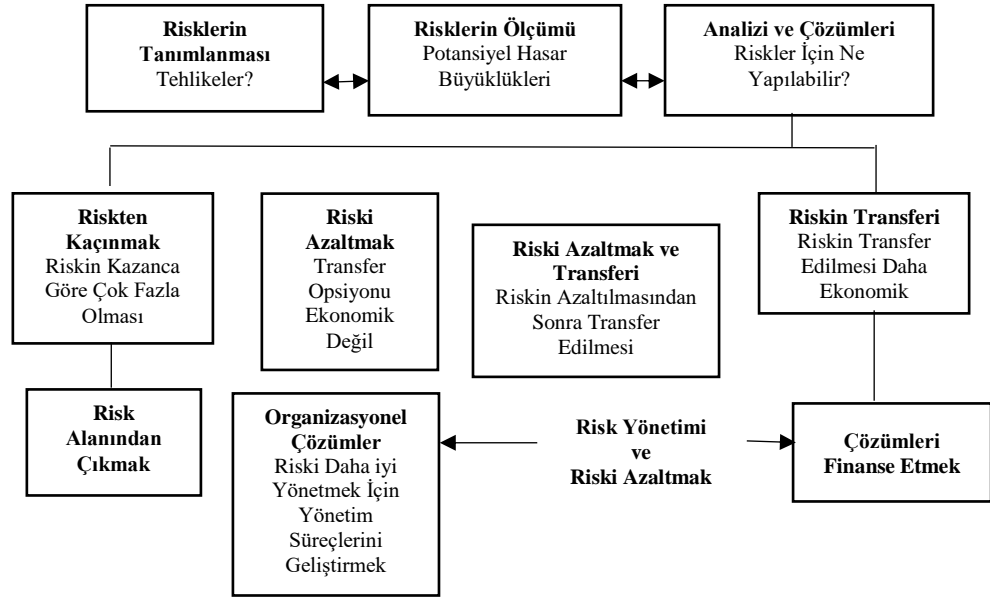 Risklerin
Tanımlanması
Tehlikeler?
Risklerin Ölçümü
Potansiyel Hasar
Büyüklükleri
Analizi ve Çözümleri
Riskler İçin Ne
Yapılabilir?
Riskten
Kaçınmak
Riskin Kazanca
Göre Çok Fazla
Olması
Riski
Azaltmak
Transfer
Opsiyonu
Ekonomik
Değil
Riski Azaltmak ve
Transferi
Riskin Azaltılmasından
Sonra Transfer
Edilmesi
Riskin Transferi
Riskin Transfer
Edilmesi Daha
Ekonomik
Risk
Alanından
Çıkmak
Organizasyonel
Çözümler
Riski Daha iyi
Yönetmek İçin
Yönetim
Süreçlerini
Geliştirmek
Risk Yönetimi
ve
Riski Azaltmak
Çözümleri
Finanse Etmek